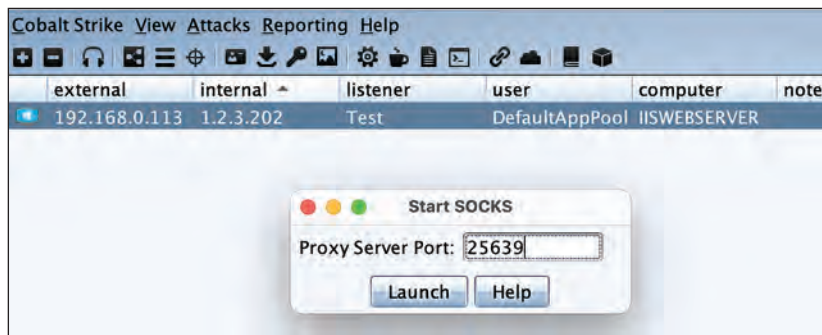 Cobalt Strike View Attacks Reporting Help
external internal listener user computer note
192.168.0.113 1.2.3.202 Test DefaultAppPool IISWEBSERVER
Start SOCKS
Proxy Server Port: 25639
Launch Help